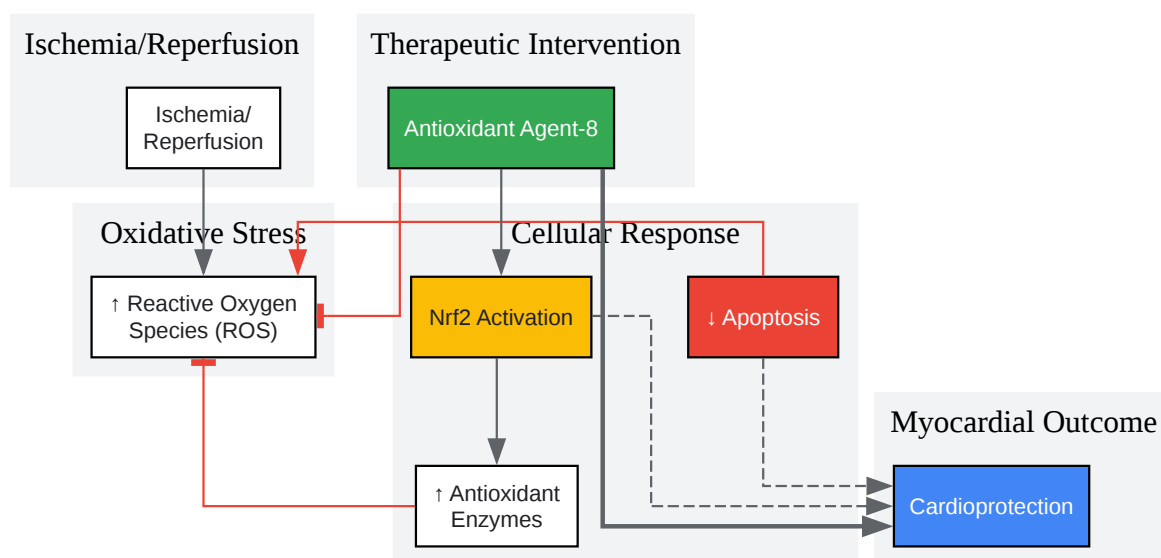 Ischemia/Reperfusion
Therapeutic Intervention
Ischemia/
Reperfusion
Antioxidant Agent-8
Oxidative Stress
Cellular Response
↑ Reactive Oxygen
Species (ROS)
Nrf2 Activation
↓ Apoptosis
Myocardial Outcome
↑ Antioxidant
Enzymes
Cardioprotection